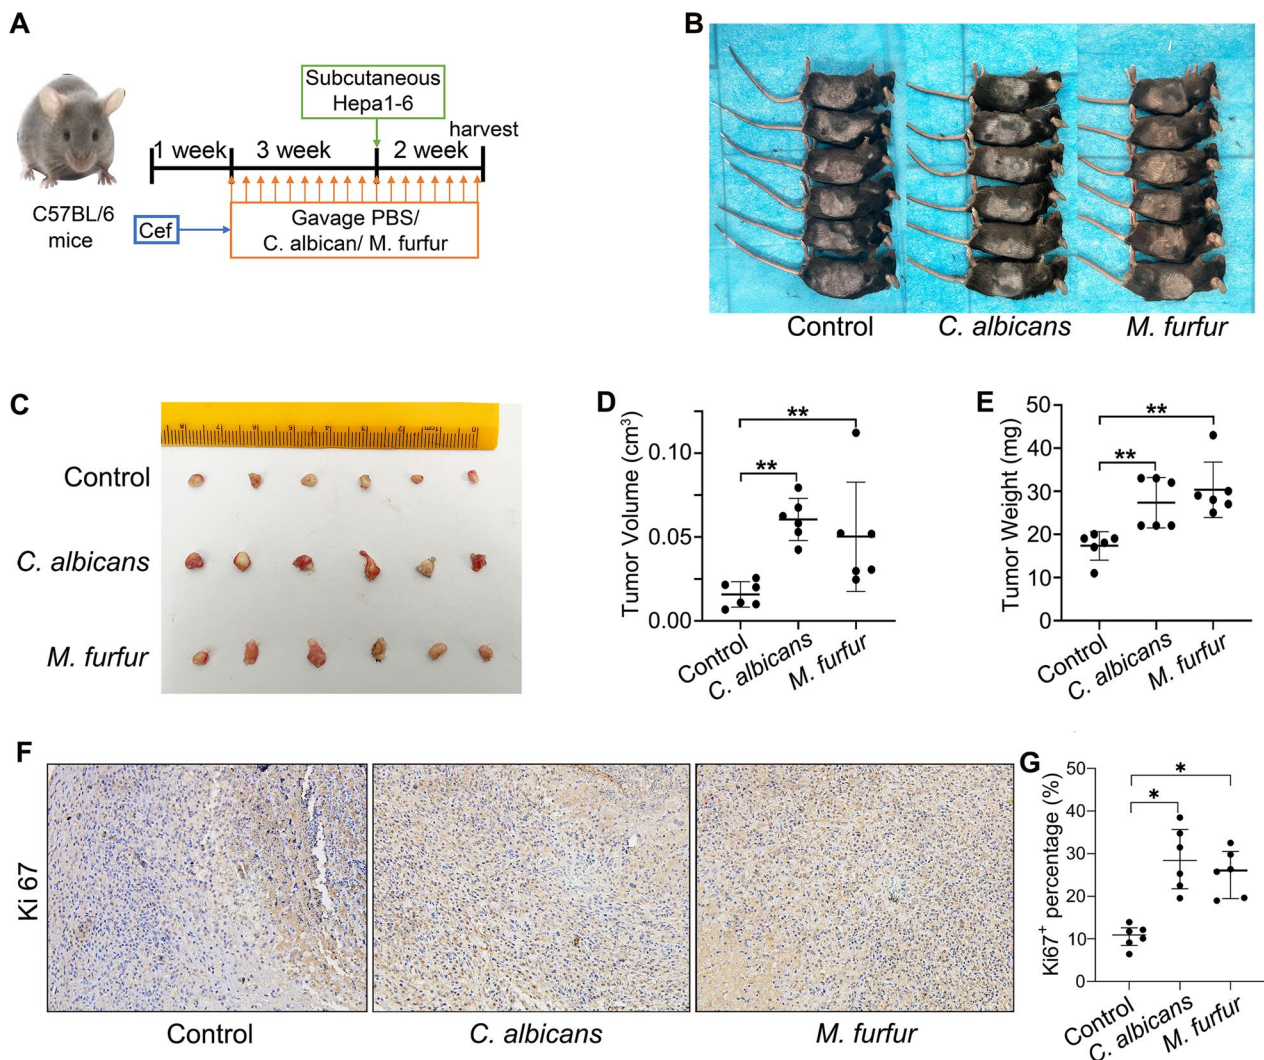 A
Subcutaneous
Hepa1-6
harvest
1 week
3 week
2 week
C57BL/6
mice
Cef
Gavage PBS/
C. albican/ M. furfur
B
Control
C. albicans
M. furfur
C
Control
C. albicans
M. furfur
D
Tumor Volume (cm³)
0.10
0.05
0.00
**
**
Control
C. albicans
M. furfur
E
Tumor Weight (mg)
50
40
30
20
10
0
**
**
Control
C. albicans
M. furfur
F
Ki 67
Control
C. albicans
M. furfur
G
Ki67⁺ percentage (%)
50
40
30
20
10
0
*
*
Control
C. albicans
M. furfur